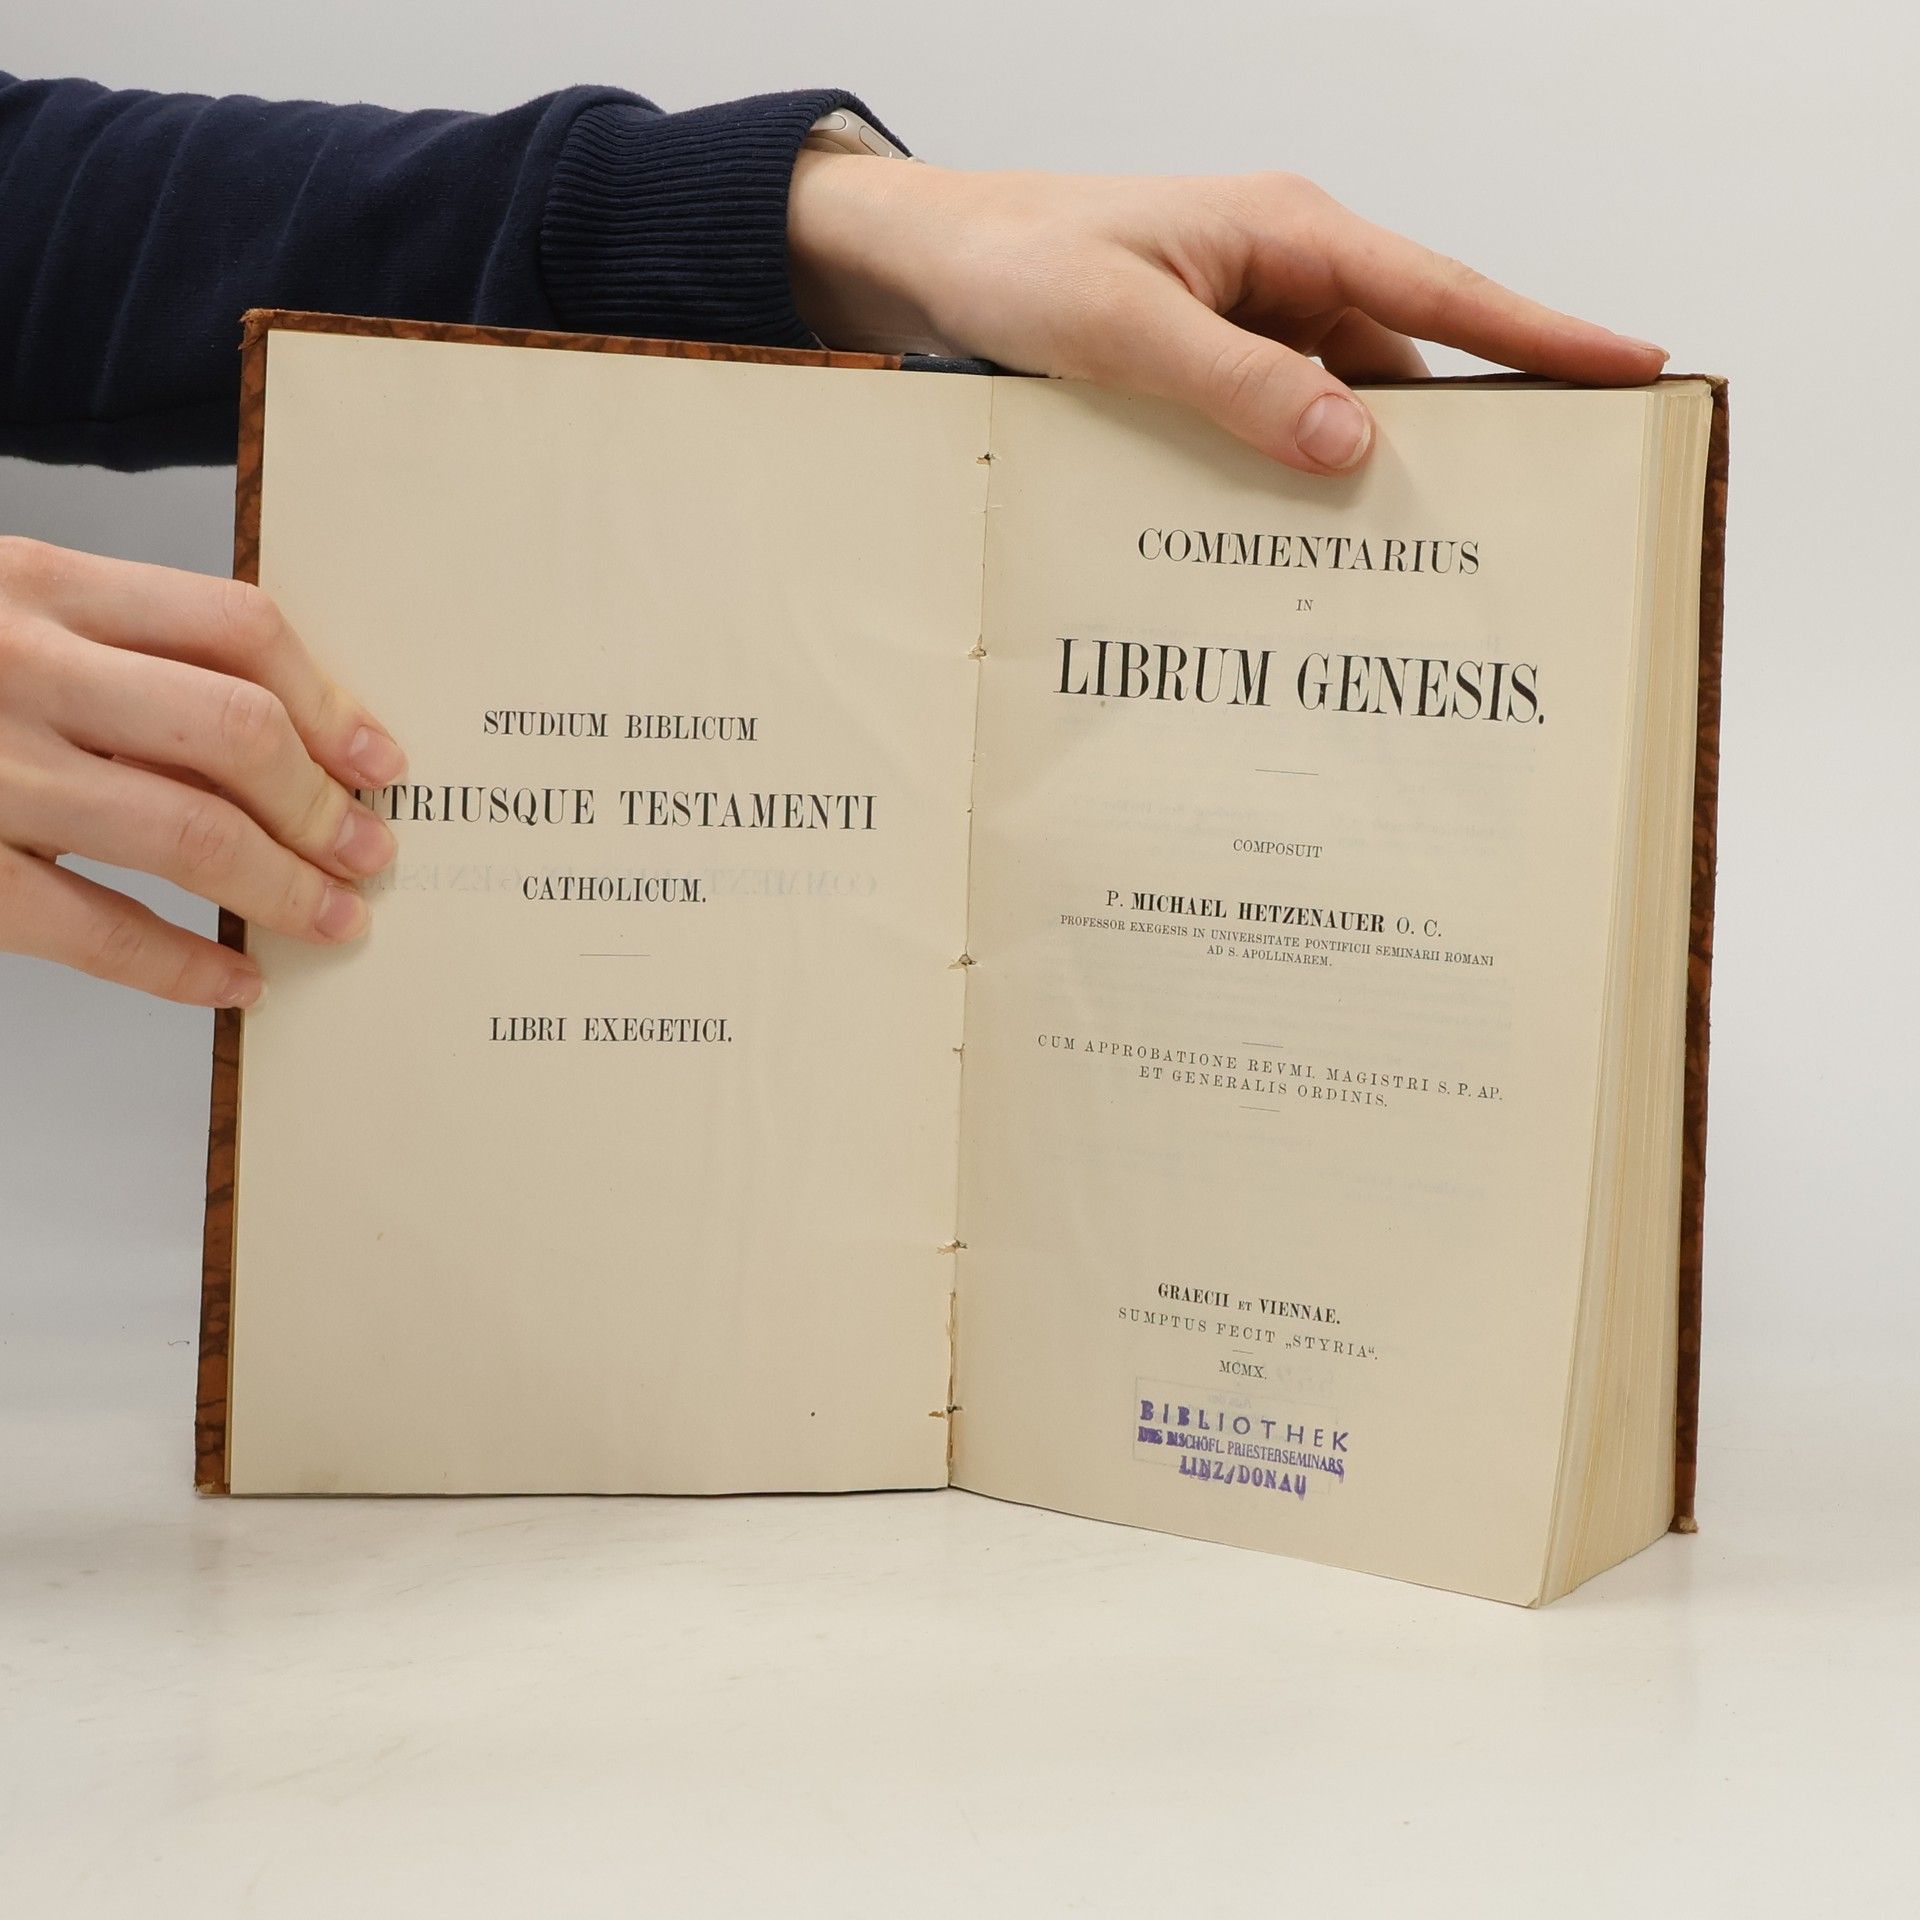 STUDIUM BIBLICUM
UTRIUSQUE TESTAMENTI
CATHOLICUM.
LIBRI EXEGETICI.
COMMENTARIUS
IN
LIBRUM GENESIS.
COMPOSUIT
P. MICHAEL HETZENAUER O. C.
PROFESSOR EXEGESIS IN UNIVERSITATE PONTIFICII SEMINARII ROMANI
AD S. APOLLINAREM.
CUM APPROBATIONE REVMI. MAGISTRI S. P. AP.
ET GENERALIS ORDINIS.
GRAECII ET VIENNAE.
SUMPTUS FECIT „STYRIA“.
MCMX.
BIBLIOTHEK
DES BISCHÖFL. PRIESTERSEMINARS
LINZ/DONAU